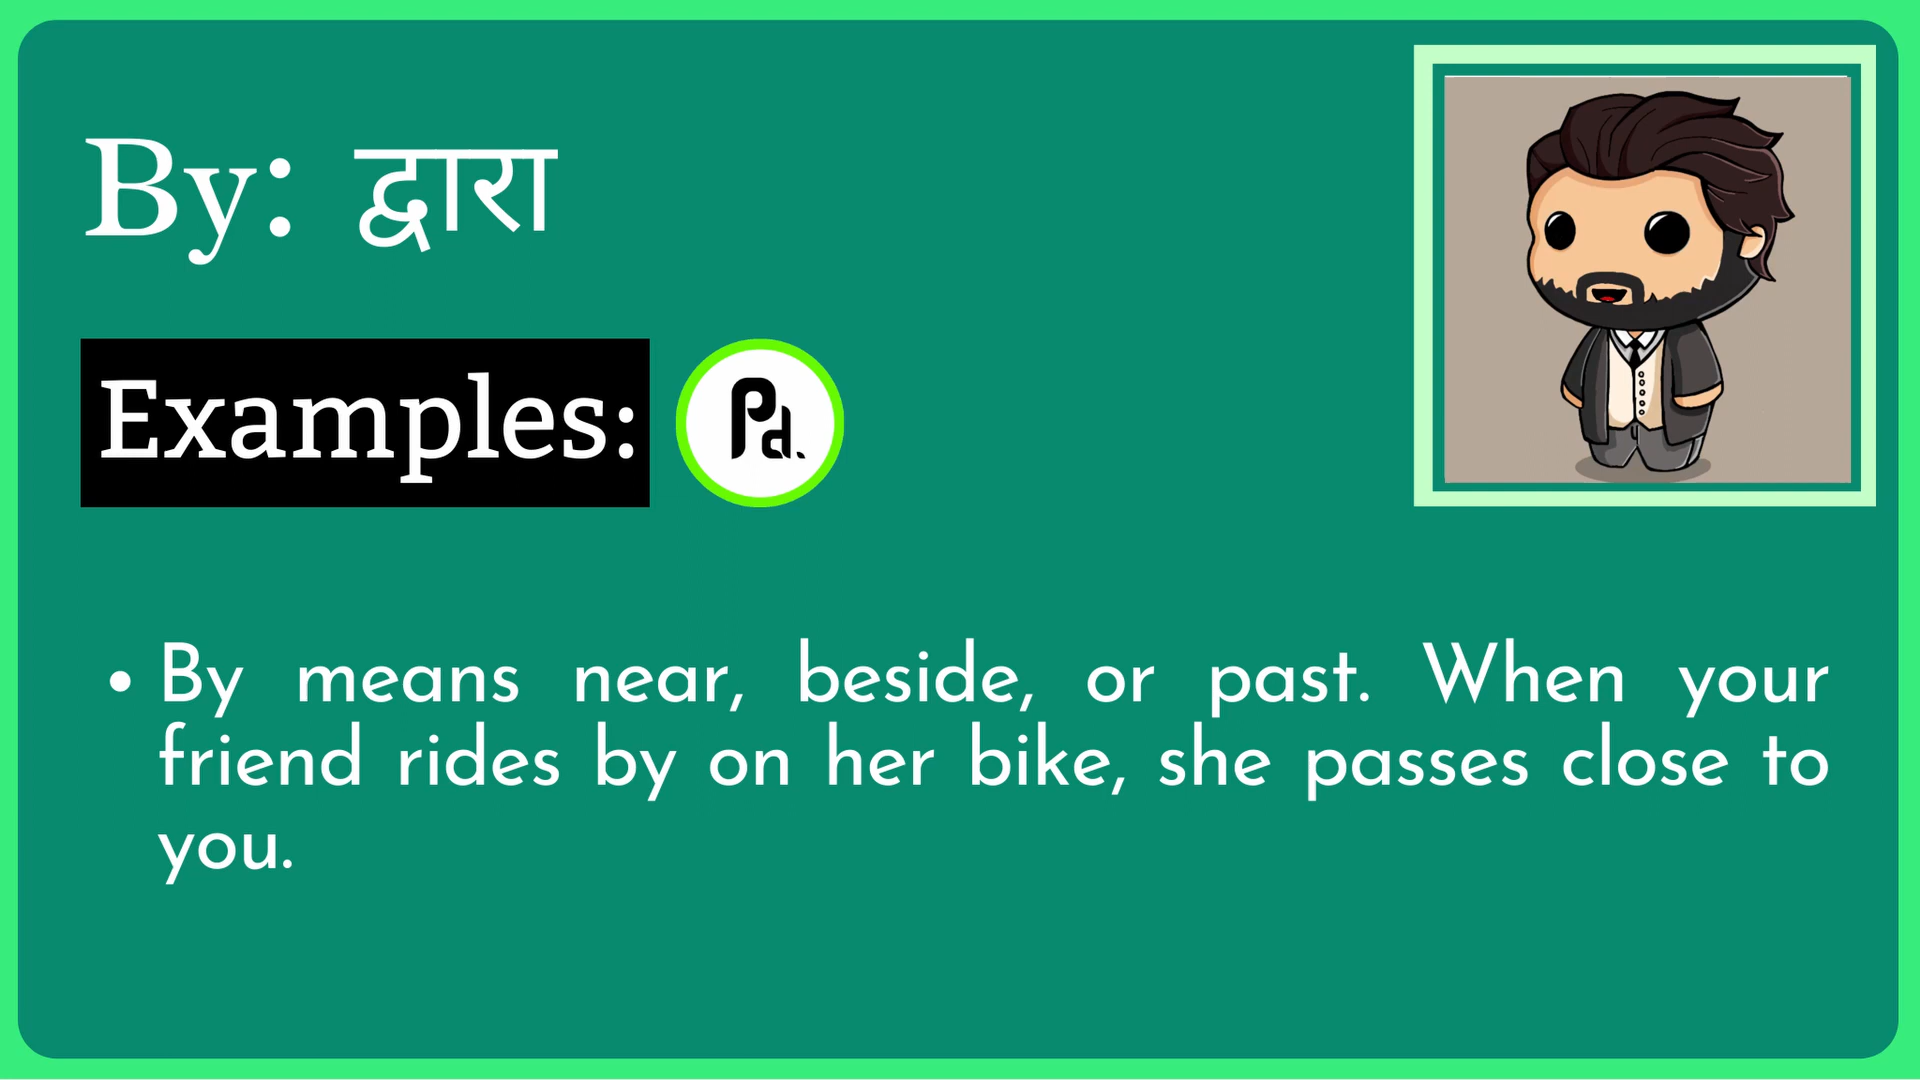 By: द्वारा
Examples:
Pd.
• By means near, beside, or past. When your
friend rides by on her bike, she passes close to
you.